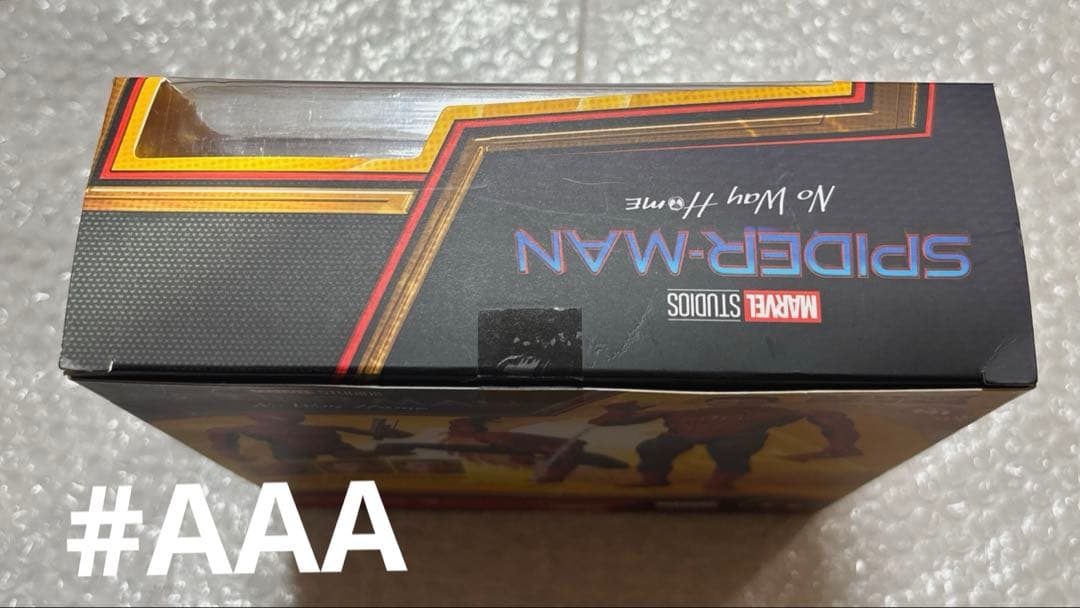 MARVEL STUDIOS
SPIDER-MAN
No Way Home
#AAA